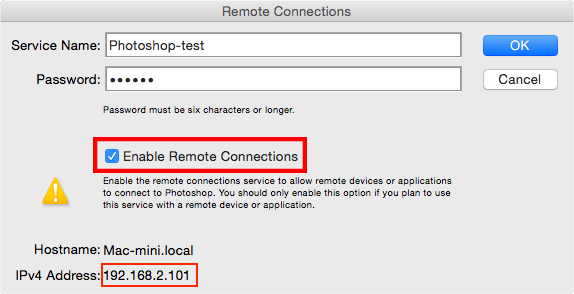 Remote Connections
Service Name: Photoshop-test
OK
Password: ••••••
Cancel
Password must be six characters or longer.
Enable Remote Connections
Enable the remote connections service to allow remote devices or applications
to connect to Photoshop. You should only enable this option if you plan to use
this service with a remote device or application.
Hostname: Mac-mini.local
IPv4 Address: 192.168.2.101